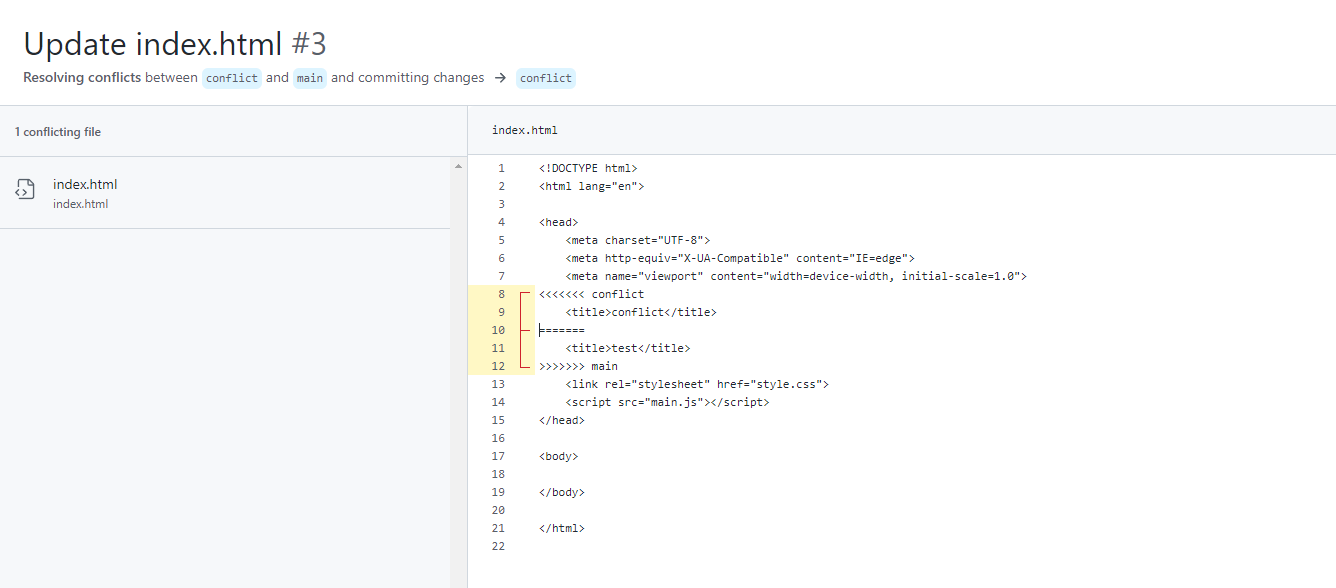 Update index.html #3
Resolving conflicts between conflict and main and committing changes → conflict
1 conflicting file
index.html
index.html
index.html
1 <!DOCTYPE html>
2 <html lang="en">
3
4 <head>
5     <meta charset="UTF-8">
6     <meta http-equiv="X-UA-Compatible" content="IE=edge">
7     <meta name="viewport" content="width=device-width, initial-scale=1.0">
8 <<<<<<< conflict
9     <title>conflict</title>
10 =======
11     <title>test</title>
12 >>>>>>> main
13     <link rel="stylesheet" href="style.css">
14     <script src="main.js"></script>
15 </head>
16
17 <body>
18
19 </body>
20
21 </html>
22